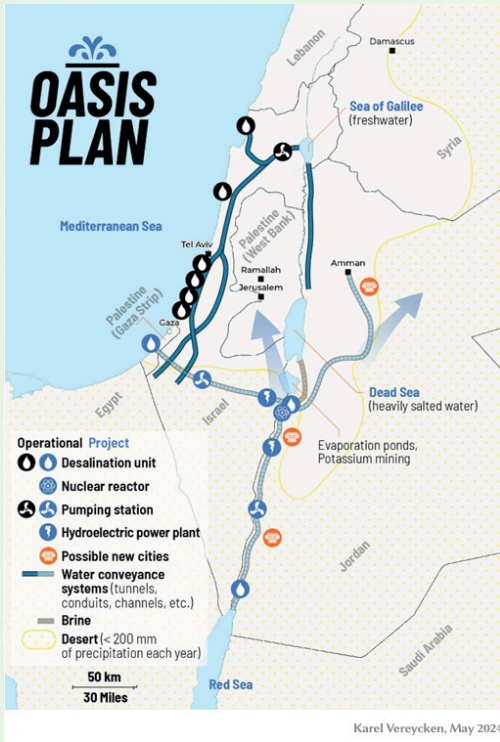 OASIS
PLAN
Lebanon
Damascus
Sea of Galilee
(freshwater)
Syria
Mediterranean Sea
Palestine
(West Bank)
Tel Aviv
Ramallah
Jerusalem
Amman
Palestine
(Gaza Strip)
Gaza
Egypt
Israel
Dead Sea
(heavily salted water)
Evaporation ponds,
Potassium mining
Operational Project
Desalination unit
Nuclear reactor
Pumping station
Hydroelectric power plant
Possible new cities
Water conveyance
systems (tunnels,
conduits, channels, etc.)
Brine
Desert (< 200 mm
of precipitation each year)
50 km
30 Miles
Jordan
Saudi Arabia
Red Sea
Karel Vereycken, May 2024